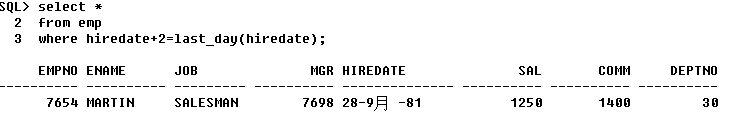 SQL> select *
  2  from emp
  3  where hiredate+2=last_day(hiredate);
     EMPNO ENAME      JOB              MGR HIREDATE              SAL       COMM     DEPTNO
---------- ---------- --------- ---------- -------------- ---------- ---------- ----------
      7654 MARTIN     SALESMAN        7698 28-9月 -81           1250       1400         30